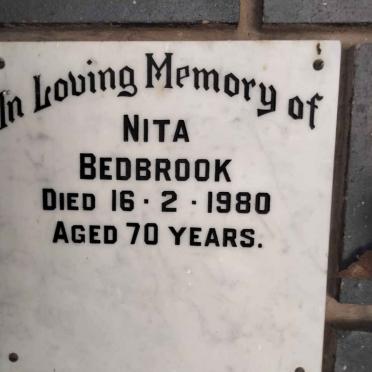 In Loving Memory of
NITA
BEDBROOK
DIED 16 · 2 · 1980
AGED 70 YEARS.